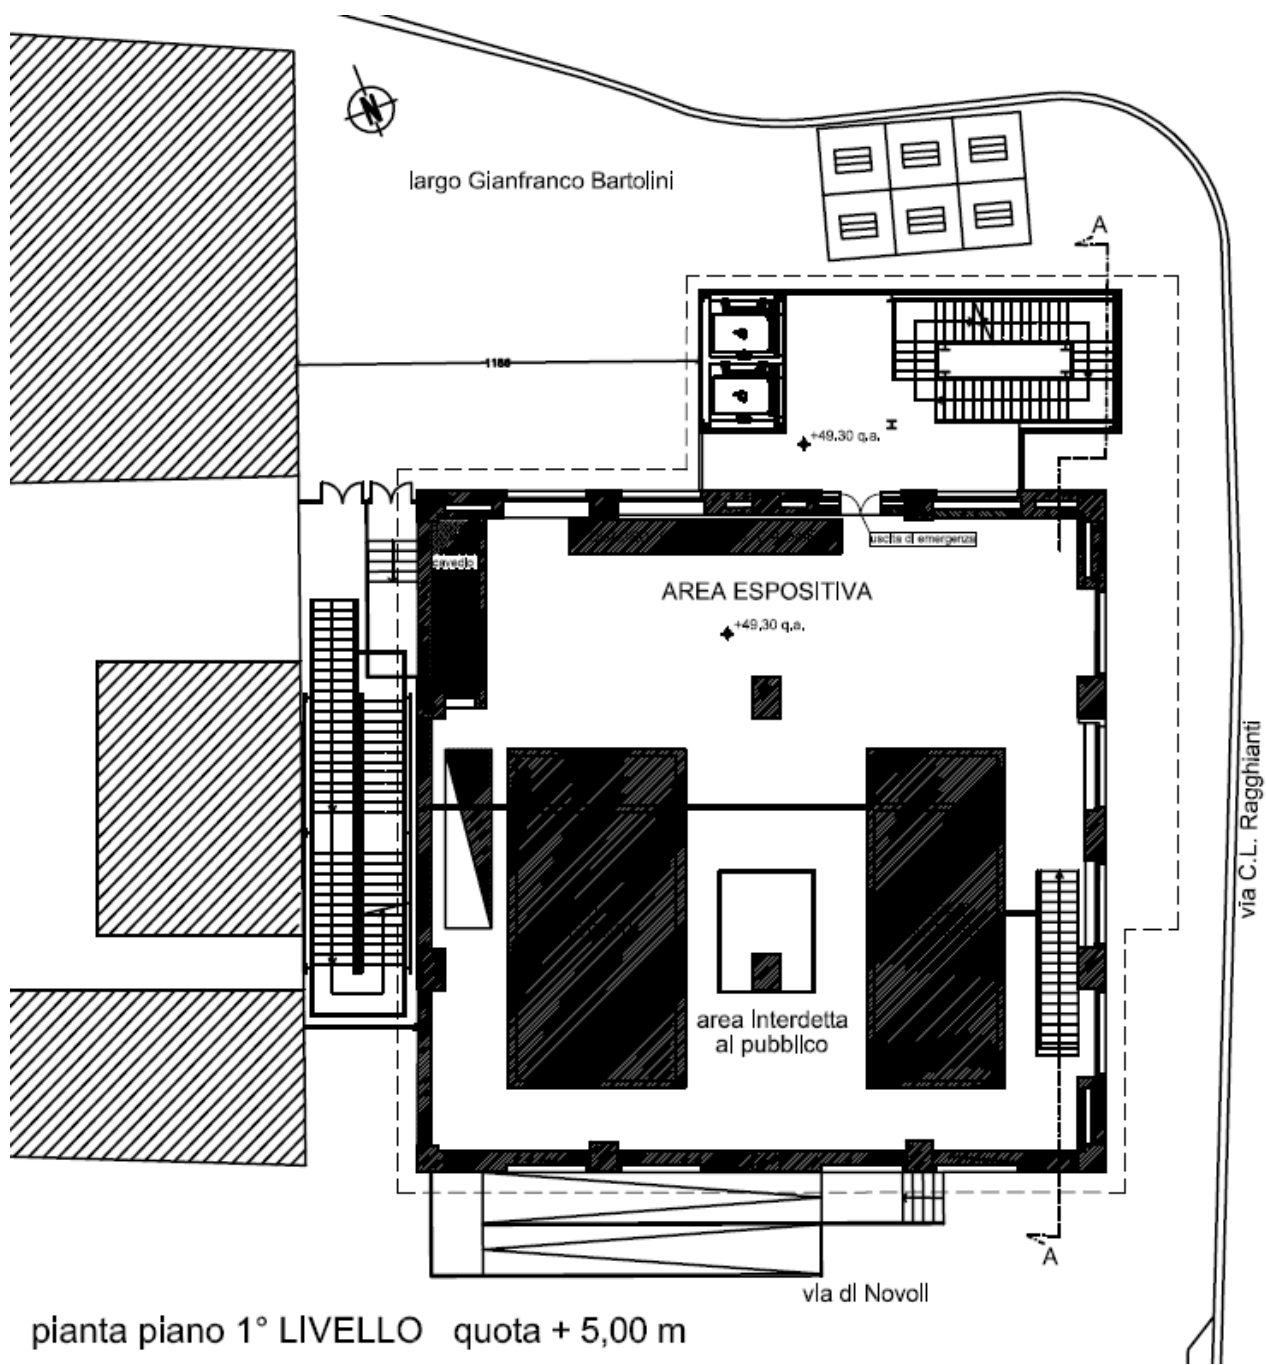 N
largo Gianfranco Bartolini
A
1186
+49,30 q.a.
uscita di emergenza
cavedio
AREA ESPOSITIVA
+49,30 q.a.
via C.L. Ragghianti
area interdetta
al pubblico
A
via di Novoli
pianta piano 1° LIVELLO quota + 5,00 m